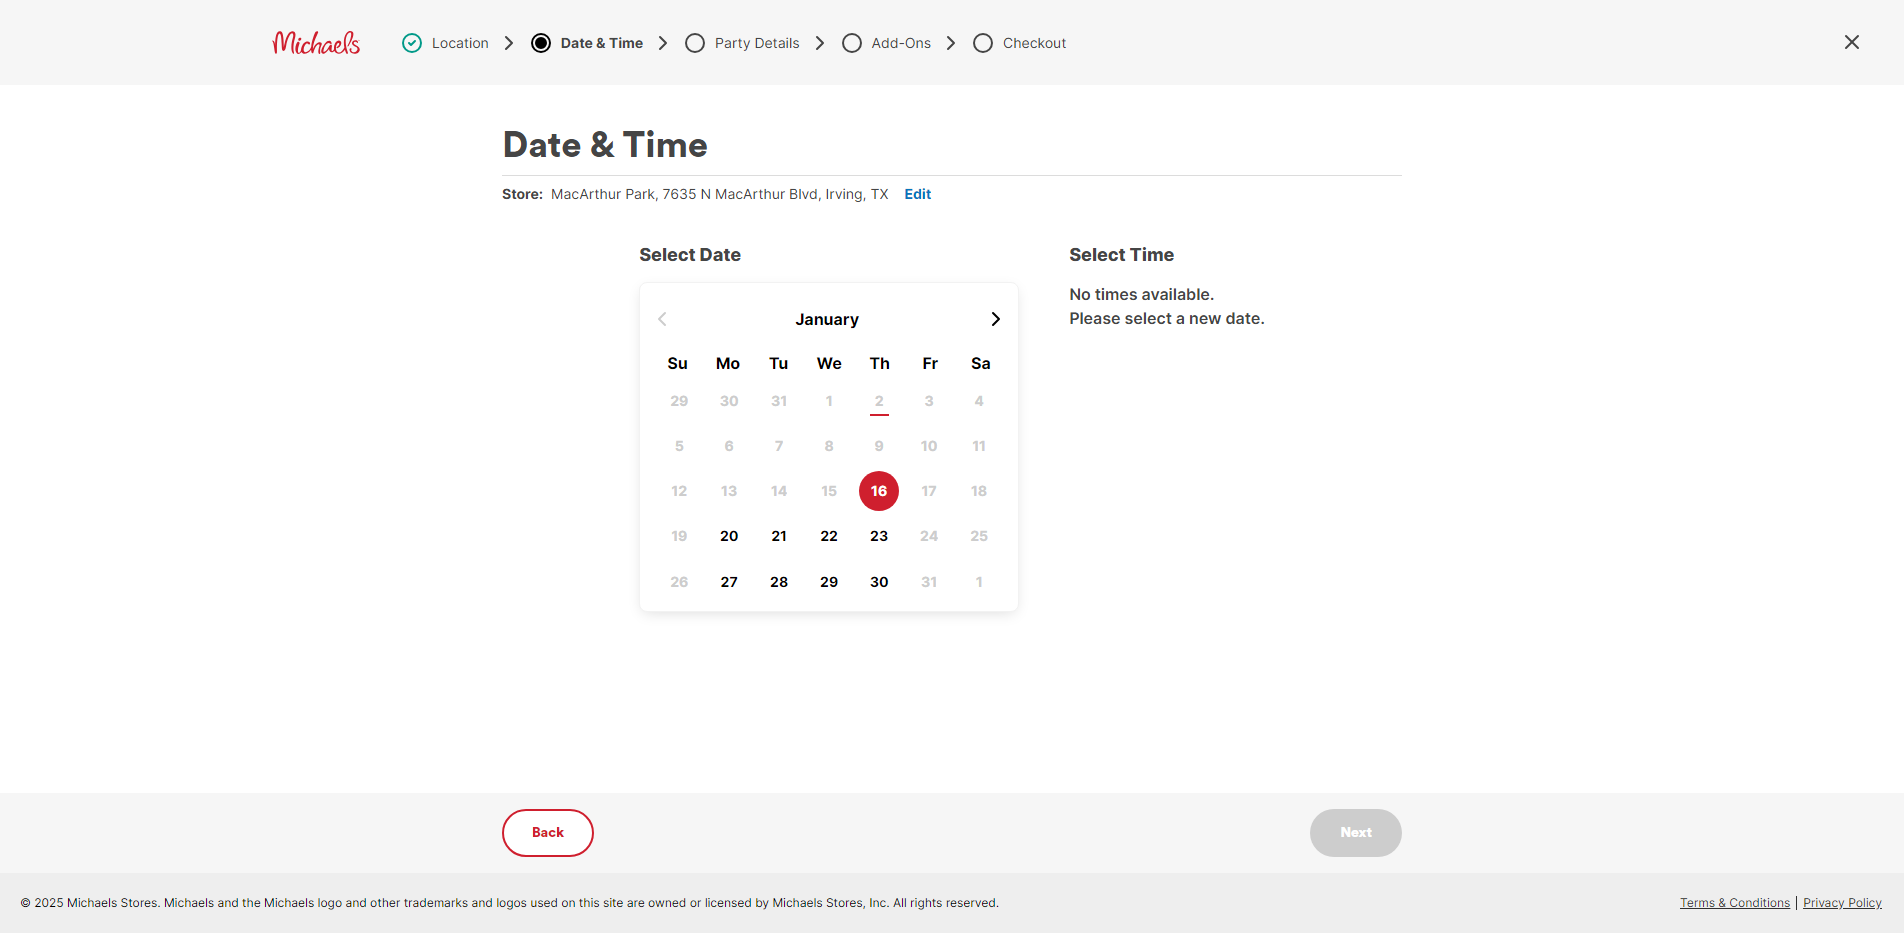 Michaels
Location
Date & Time
Party Details
Add-Ons
Checkout
Date & Time
Store: MacArthur Park, 7635 N MacArthur Blvd, Irving, TX Edit
Select Date
January
Su Mo Tu We Th Fr Sa
29 30 31 1 2 3 4
5 6 7 8 9 10 11
12 13 14 15 16 17 18
19 20 21 22 23 24 25
26 27 28 29 30 31 1
Select Time
No times available.
Please select a new date.
Back
Next
© 2025 Michaels Stores. Michaels and the Michaels logo and other trademarks and logos used on this site are owned or licensed by Michaels Stores, Inc. All rights reserved.
Terms & Conditions | Privacy Policy